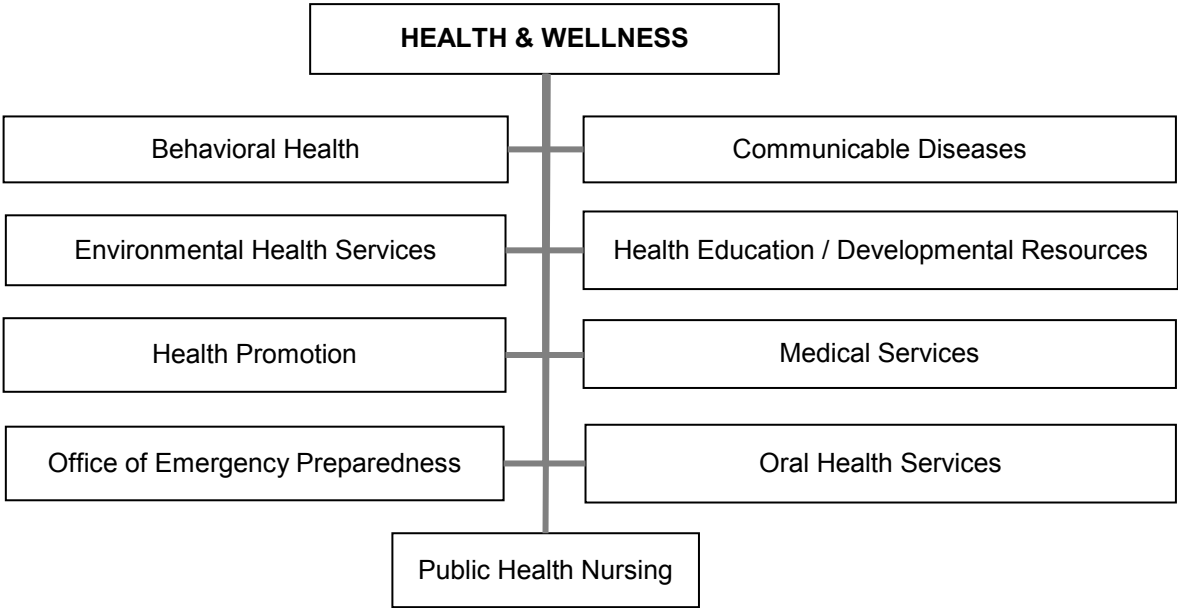 HEALTH & WELLNESS
Behavioral Health
Communicable Diseases
Environmental Health Services
Health Education / Developmental Resources
Health Promotion
Medical Services
Office of Emergency Preparedness
Oral Health Services
Public Health Nursing